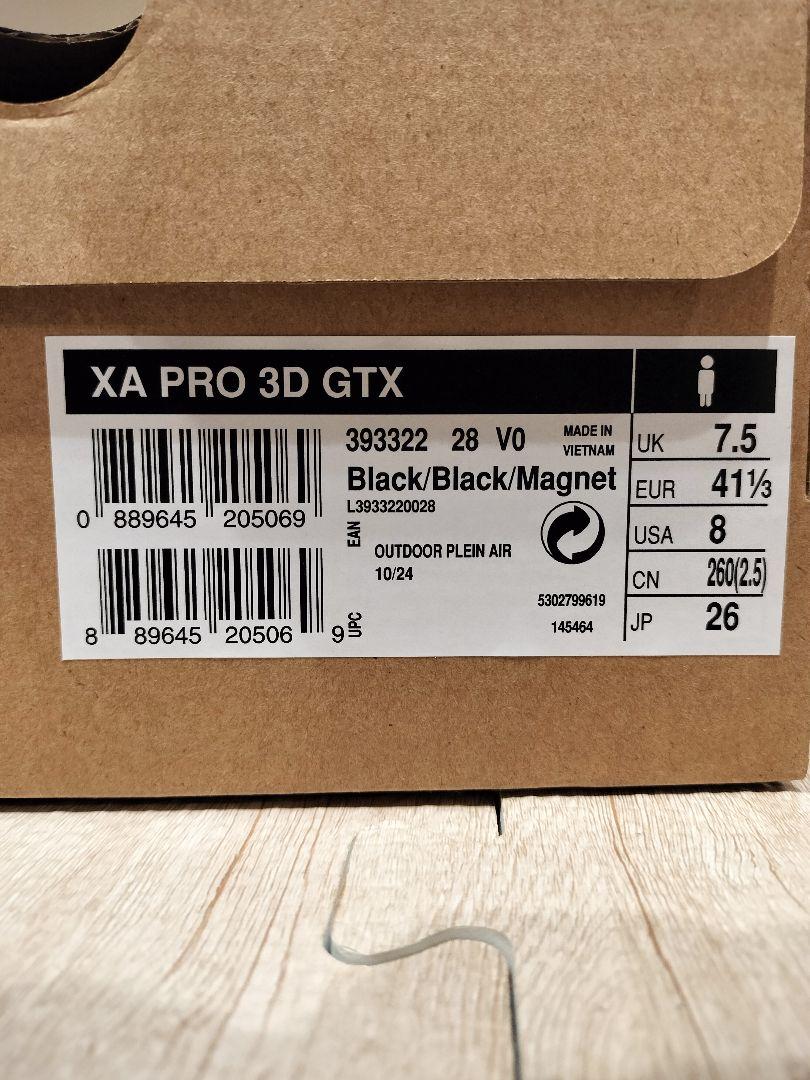 XA PRO 3D GTX
0 889645 205069
EAN
8 89645 20506 9
UPC
393322 28 V0
MADE IN
VIETNAM
Black/Black/Magnet
L3933220028
OUTDOOR PLEIN AIR
10/24
5302799619
145464
UK 7.5
EUR 41⅓
USA 8
CN 260(2.5)
JP 26